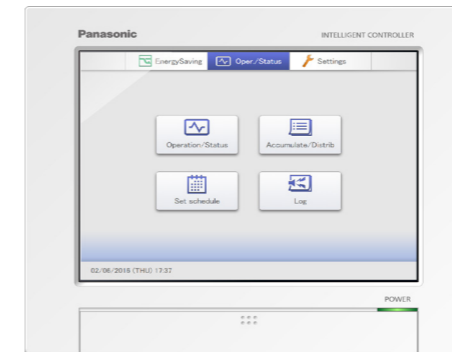 Panasonic INTELLIGENT CONTROLLER
EnergySaving Oper./Status Settings
Operation/Status Accumulate/Distrib
Set schedule Log
02/06/2016 (THU) 17:37
POWER